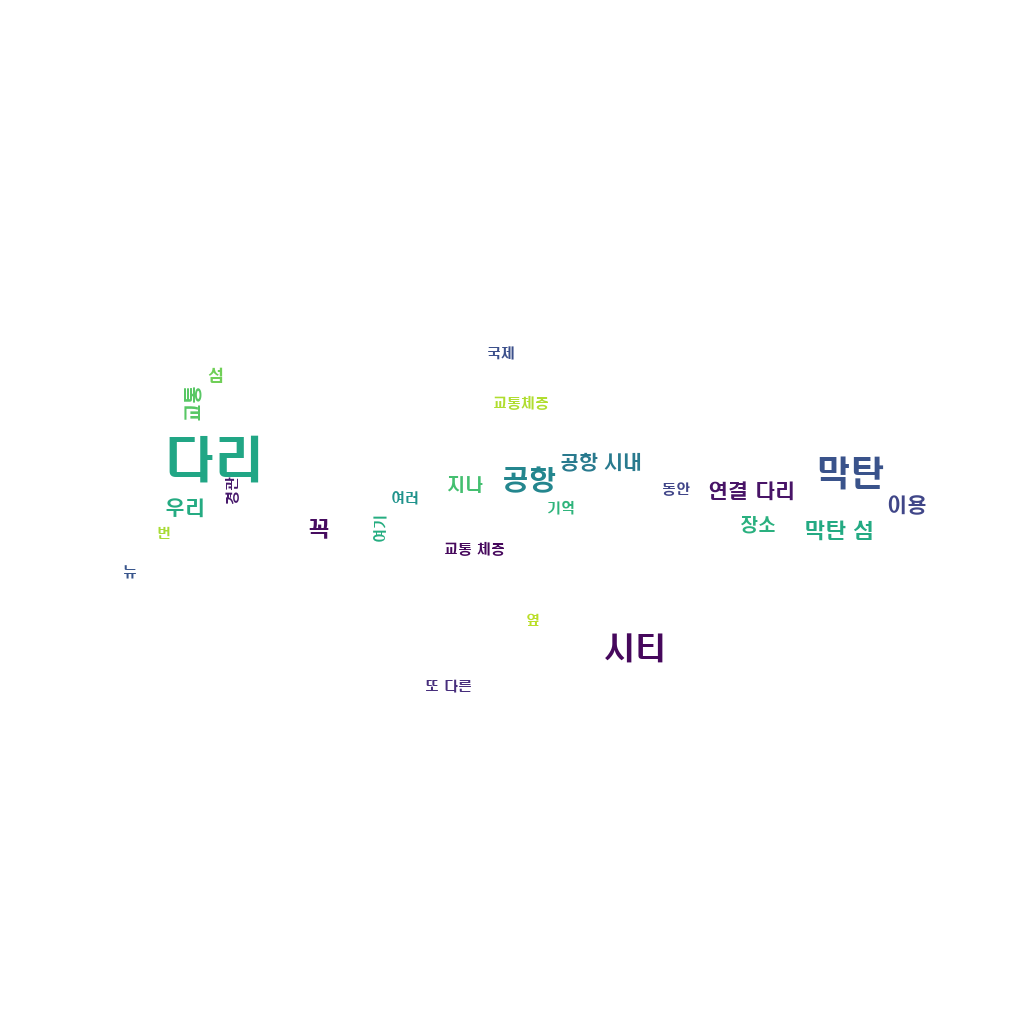 국제
섬
교통
교통체증
다리
공항 시내
막탄
공항
지나
경관
연결 다리
동안
여러
이용
우리
기억
장소
꼭
여기
막탄 섬
번
교통 체증
뉴
옆
시티
또 다른